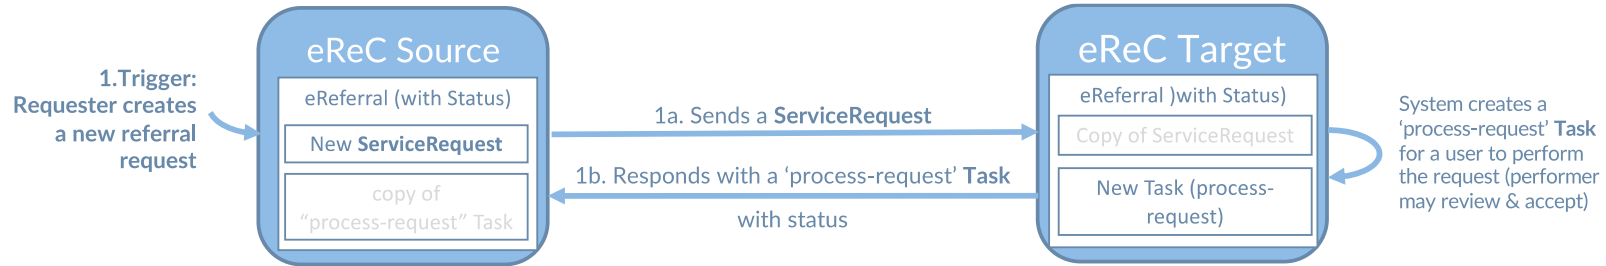 1.Trigger:
Requester creates
a new referral
request
eReC Source
eReferral (with Status)
New ServiceRequest
copy of
“process-request” Task
1a. Sends a ServiceRequest
1b. Responds with a ‘process-request’ Task
with status
eReC Target
eReferral )with Status)
Copy of ServiceRequest
New Task (process-
request)
System creates a
‘process-request’ Task
for a user to perform
the request (performer
may review & accept)